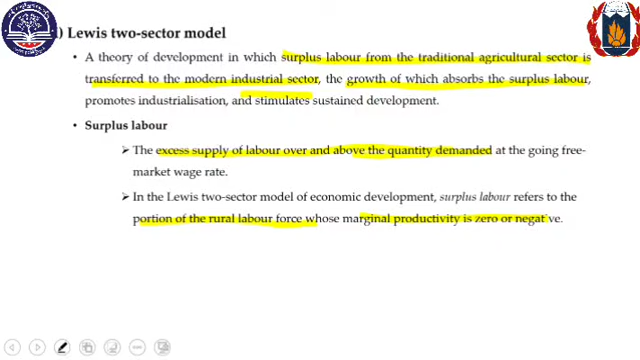 ) Lewis two-sector model
• A theory of development in which surplus labour from the traditional agricultural sector is
transferred to the modern industrial sector, the growth of which absorbs the surplus labour,
promotes industrialisation, and stimulates sustained development.
• Surplus labour
➢ The excess supply of labour over and above the quantity demanded at the going free-
market wage rate.
➢ In the Lewis two-sector model of economic development, surplus labour refers to the
portion of the rural labour force whose marginal productivity is zero or negative.